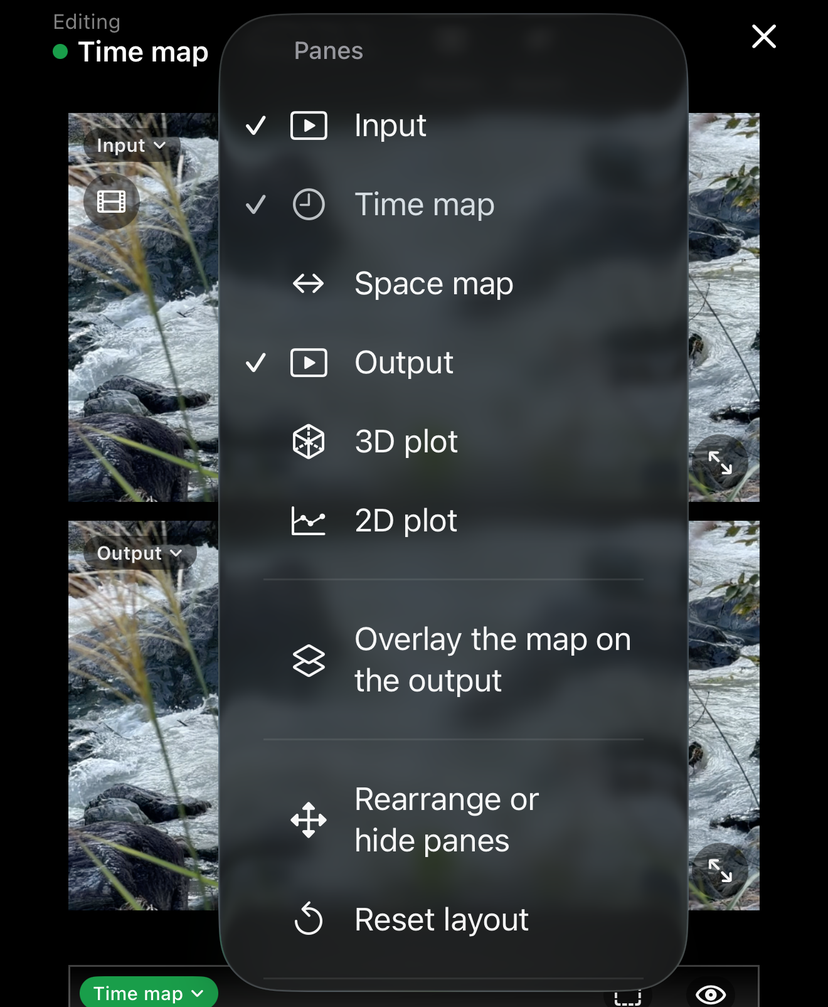 Editing
Time map
Panes
Input
Input
Time map
Space map
Output
3D plot
2D plot
Output
Overlay the map on
the output
Rearrange or
hide panes
Reset layout
Time map